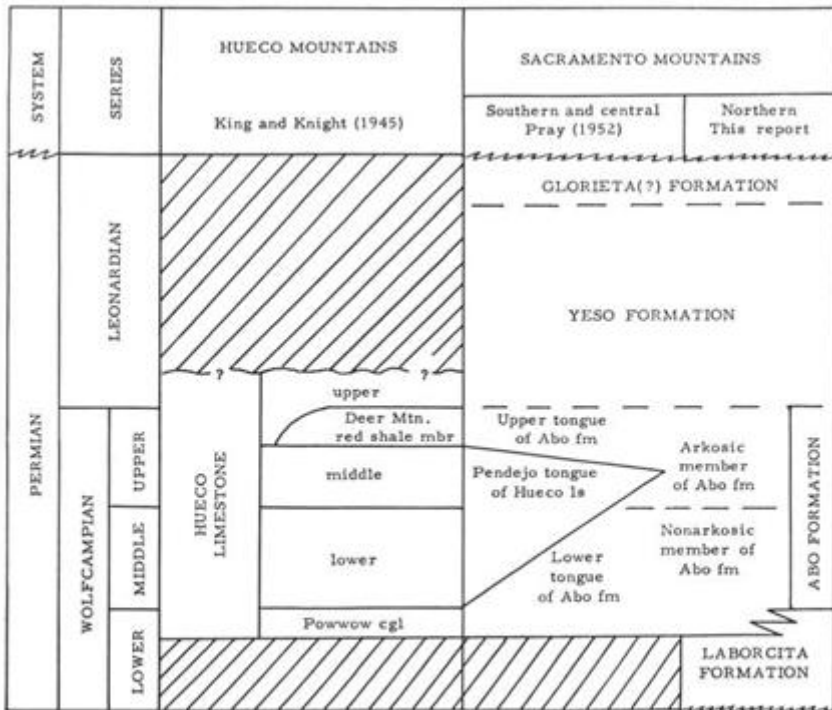 SYSTEM
SERIES
HUECO MOUNTAINS
King and Knight (1945)
SACRAMENTO MOUNTAINS
Southern and central
Pray (1952)
Northern
This report
PERMIAN
LEONARDIAN
GLORIETA(?) FORMATION
YESO FORMATION
?
?
WOLFCAMPIAN
UPPER
MIDDLE
LOWER
HUECO
LIMESTONE
upper
Deer Mtn.
red shale mbr
middle
lower
Powwow cgl
Upper tongue
of Abo fm
Pendejo tongue
of Hueco ls
Lower
tongue
of Abo fm
Arkosic
member
of Abo fm
Nonarkosic
member of
Abo fm
ABO FORMATION
LABORCITA
FORMATION